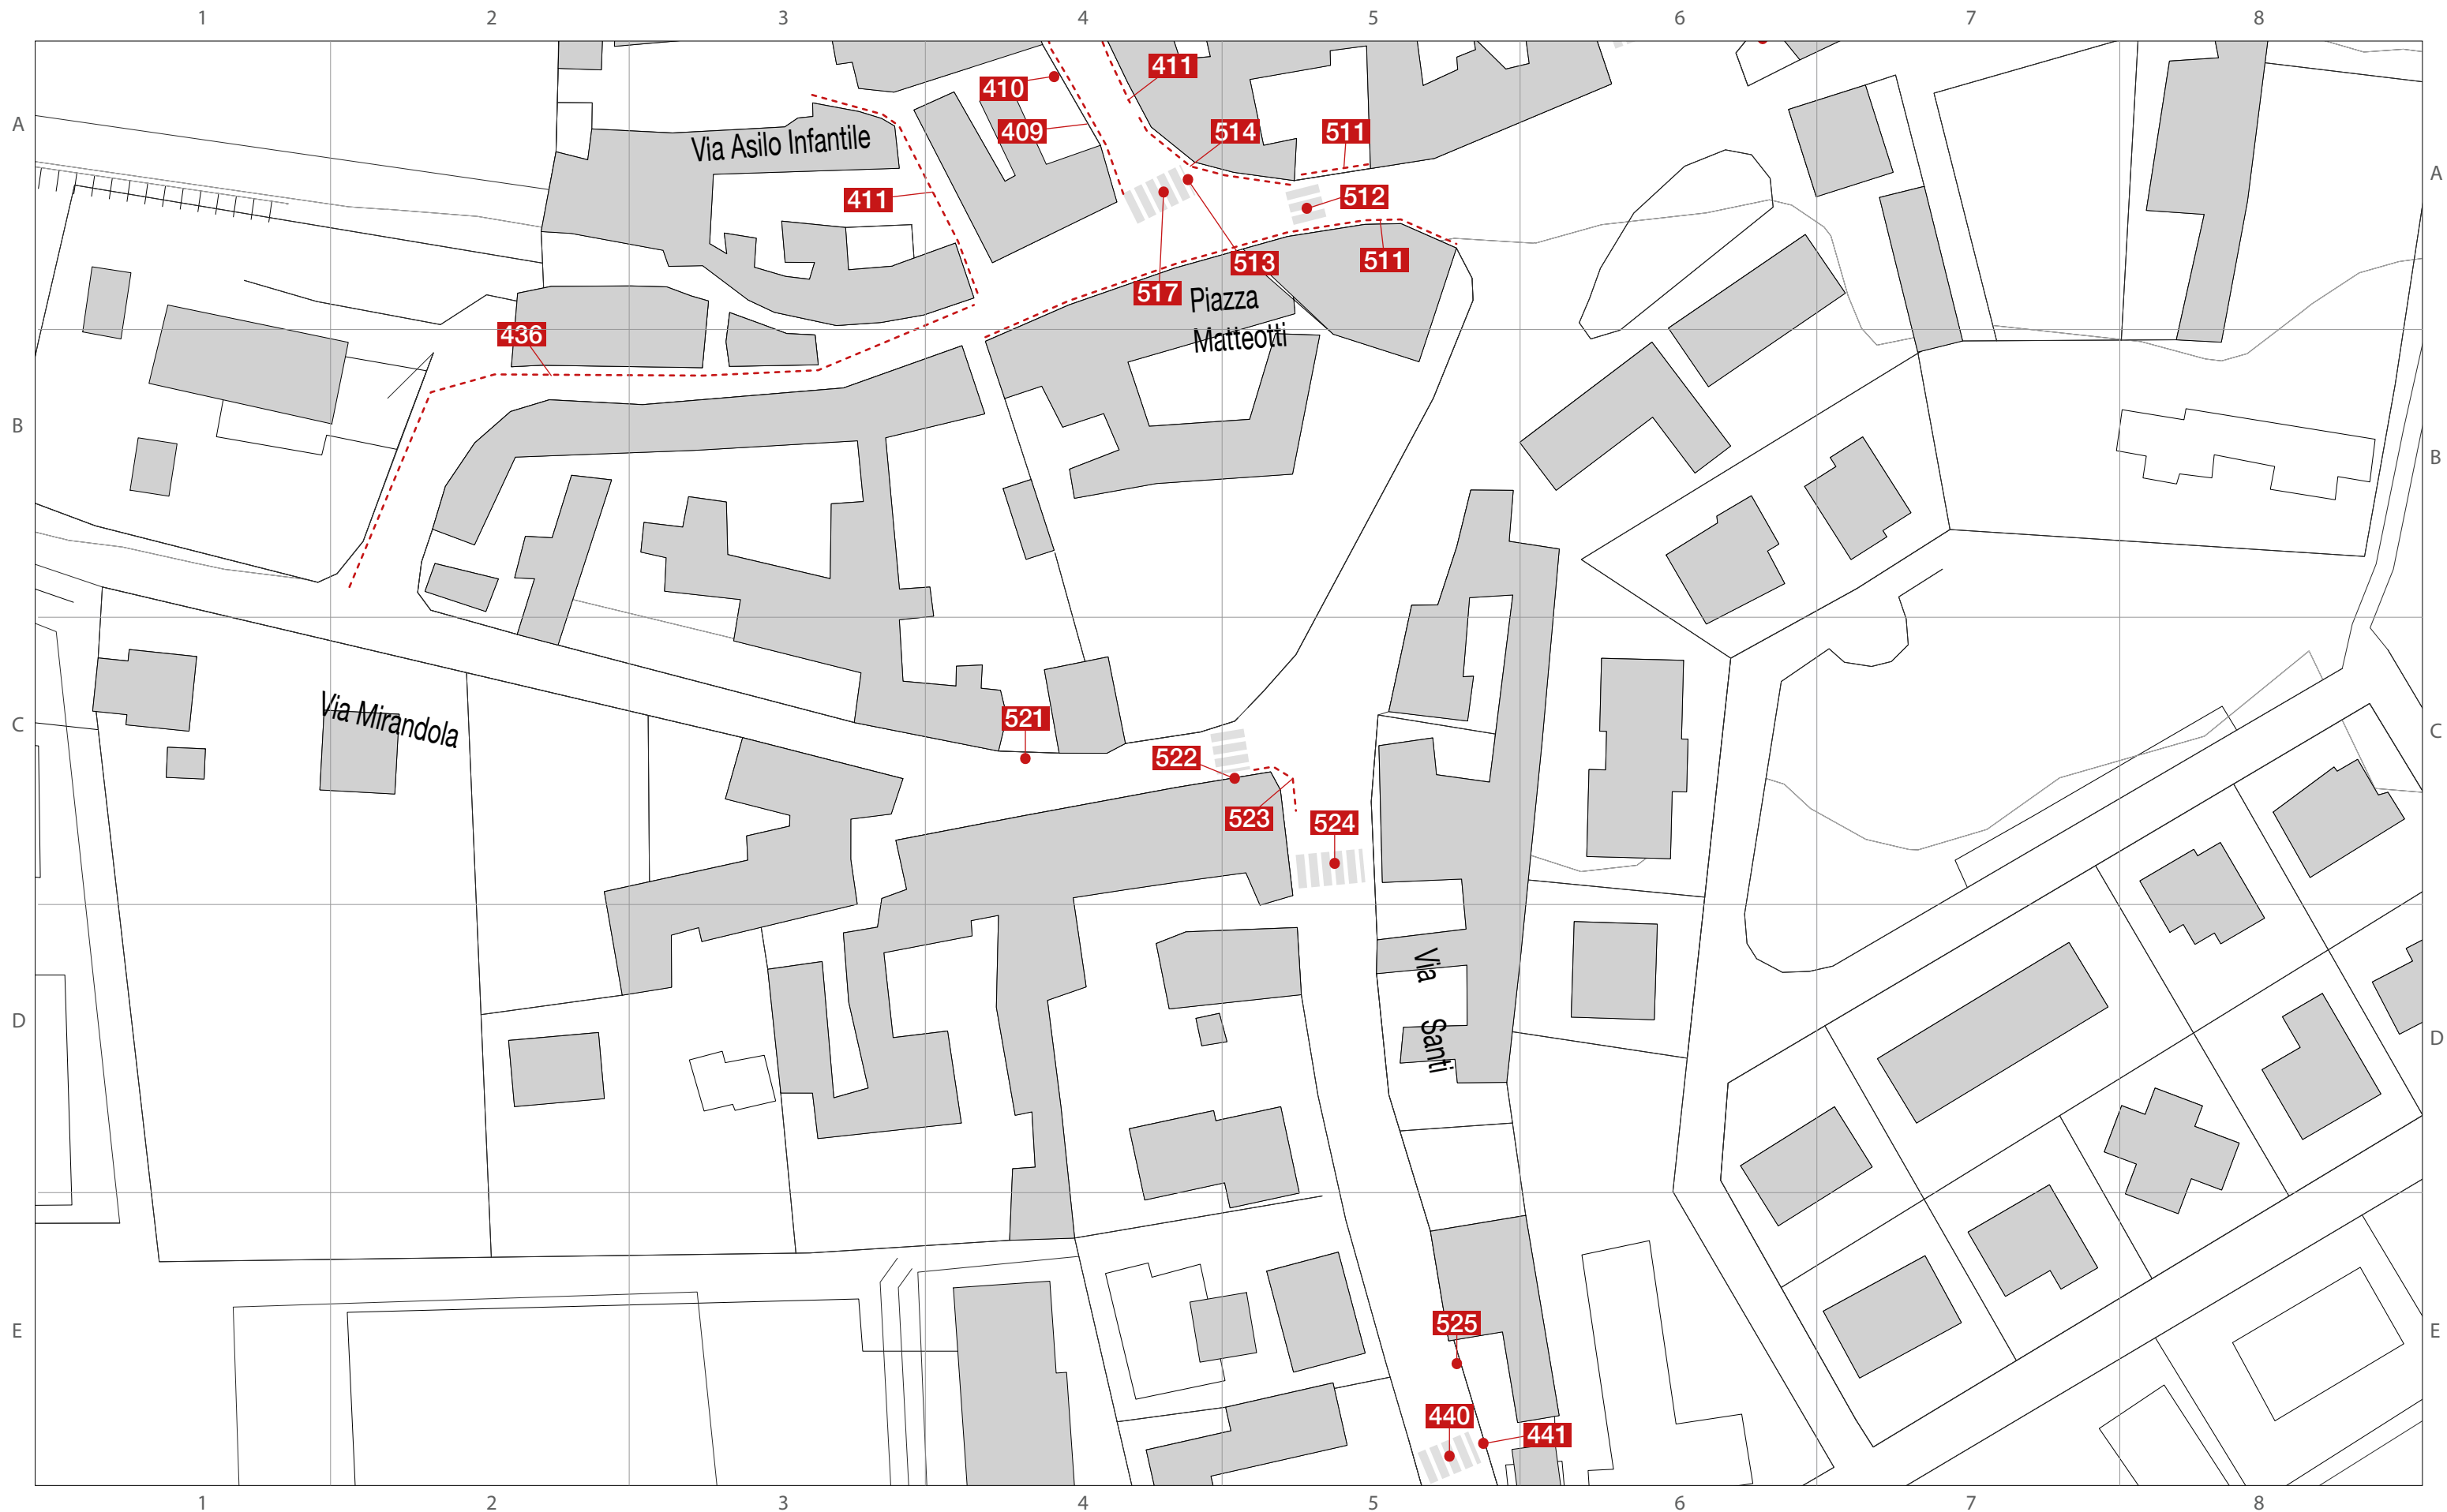 1 2 3 4 5 6 7 8
A
A
B
B
C
C
D
D
E
E
410
411
409
514
511
Via Asilo Infantile
411
512
513
511
517
Piazza
Matteotti
436
Via Mirandola
521
522
523
524
Via
Santi
525
440
441
1 2 3 4 5 6 7 8